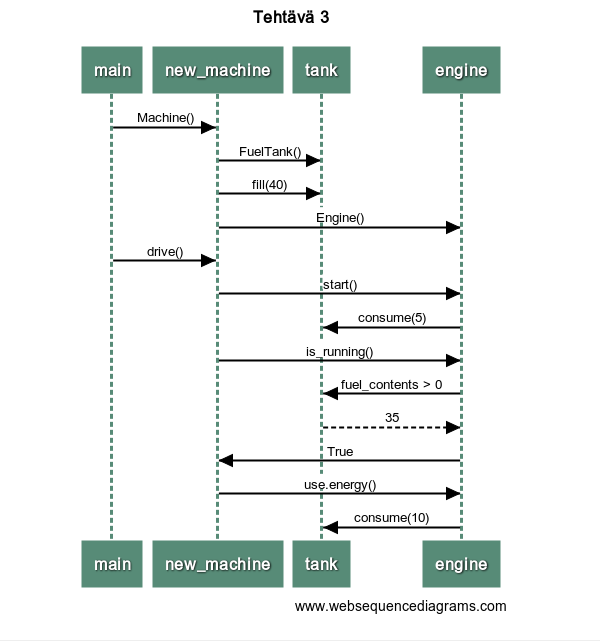 Tehtävä 3
main new_machine tank engine
Machine()
FuelTank()
fill(40)
Engine()
drive()
start()
consume(5)
is_running()
fuel_contents > 0
35
True
use.energy()
consume(10)
main new_machine tank engine
www.websequencediagrams.com